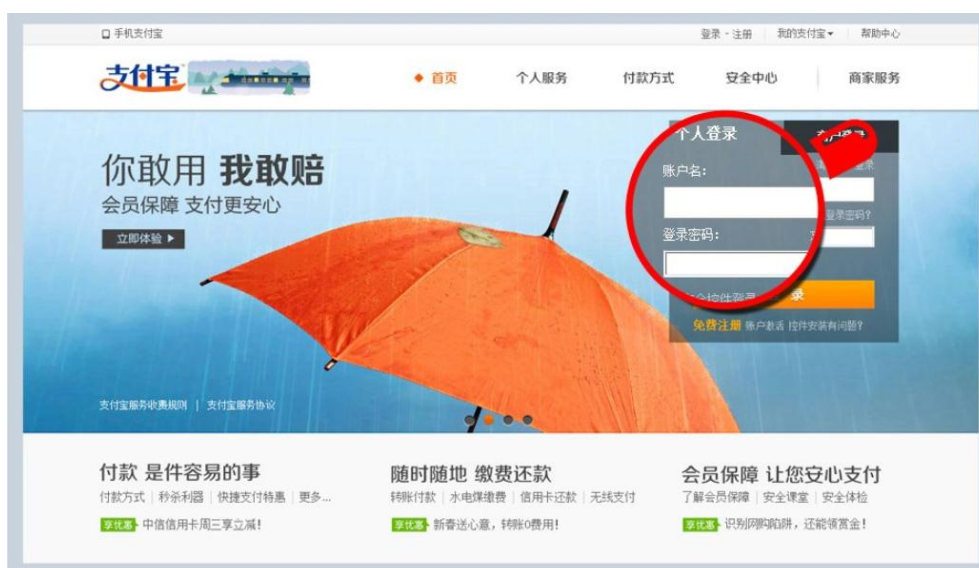 手机支付宝
登录 - 注册 我的支付宝 帮助中心
支付宝
首页 个人服务 付款方式 安全中心 商家服务
你敢用 我敢赔
会员保障 支付更安心
立即体验
个人登录
账户名：
登录密码：
登录密码?
录
免费注册 账户激活 控件安装有问题?
支付宝服务收费规则 | 支付宝服务协议
付款 是件容易的事
付款方式 | 秒杀利器 | 快捷支付特惠 | 更多...
享优惠 中信信用卡周三享立减!
随时随地 缴费还款
转账付款 | 水电煤缴费 | 信用卡还款 | 无线支付
享优惠 新春送心意，转账0费用!
会员保障 让您安心支付
了解会员保障 | 安全课堂 | 安全体检
享优惠 识别网购陷阱，还能领赏金!